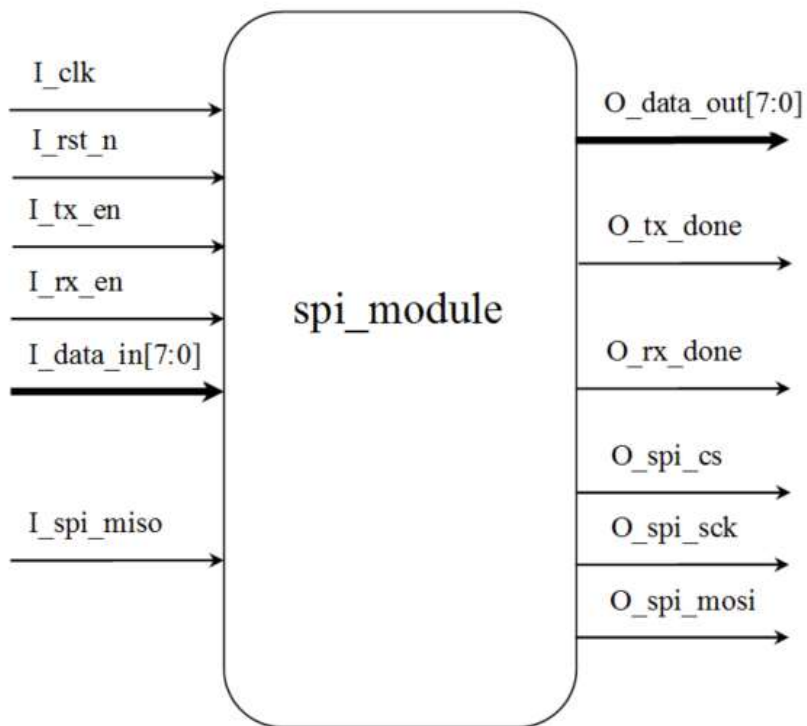 I_clk
I_rst_n
I_tx_en
I_rx_en
I_data_in[7:0]
I_spi_miso
spi_module
O_data_out[7:0]
O_tx_done
O_rx_done
O_spi_cs
O_spi_sck
O_spi_mosi